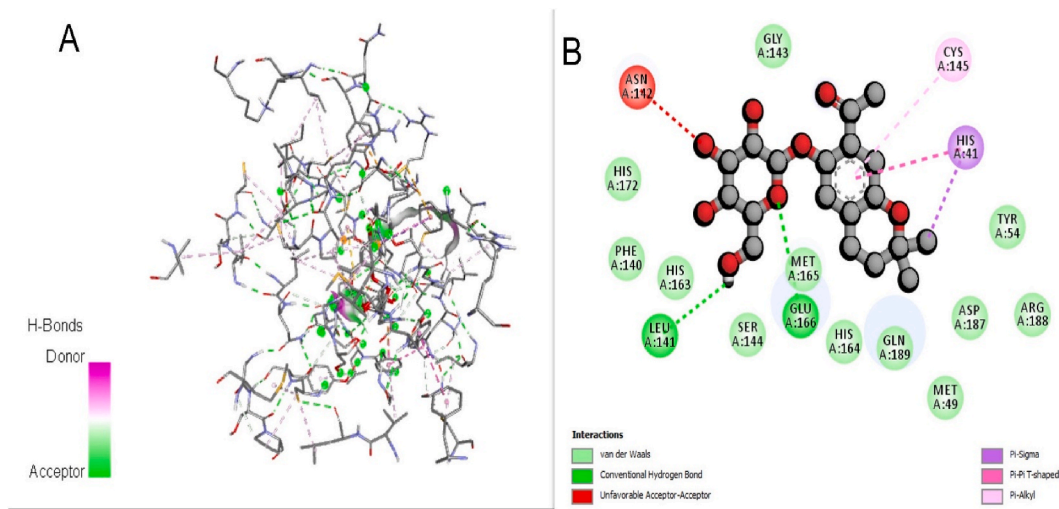 A
H-Bonds
Donor
Acceptor
B
GLY
A:143
CYS
A:145
ASN
A:142
HIS
A:41
HIS
A:172
TYR
A:54
PHE
A:140
HIS
A:163
MET
A:165
GLU
A:166
LEU
A:141
SER
A:144
HIS
A:164
GLN
A:189
ASP
A:187
ARG
A:188
MET
A:49
Interactions
van der Waals
Conventional Hydrogen Bond
Unfavorable Acceptor-Acceptor
Pi-Sigma
Pi-Pi T-shaped
Pi-Alkyl